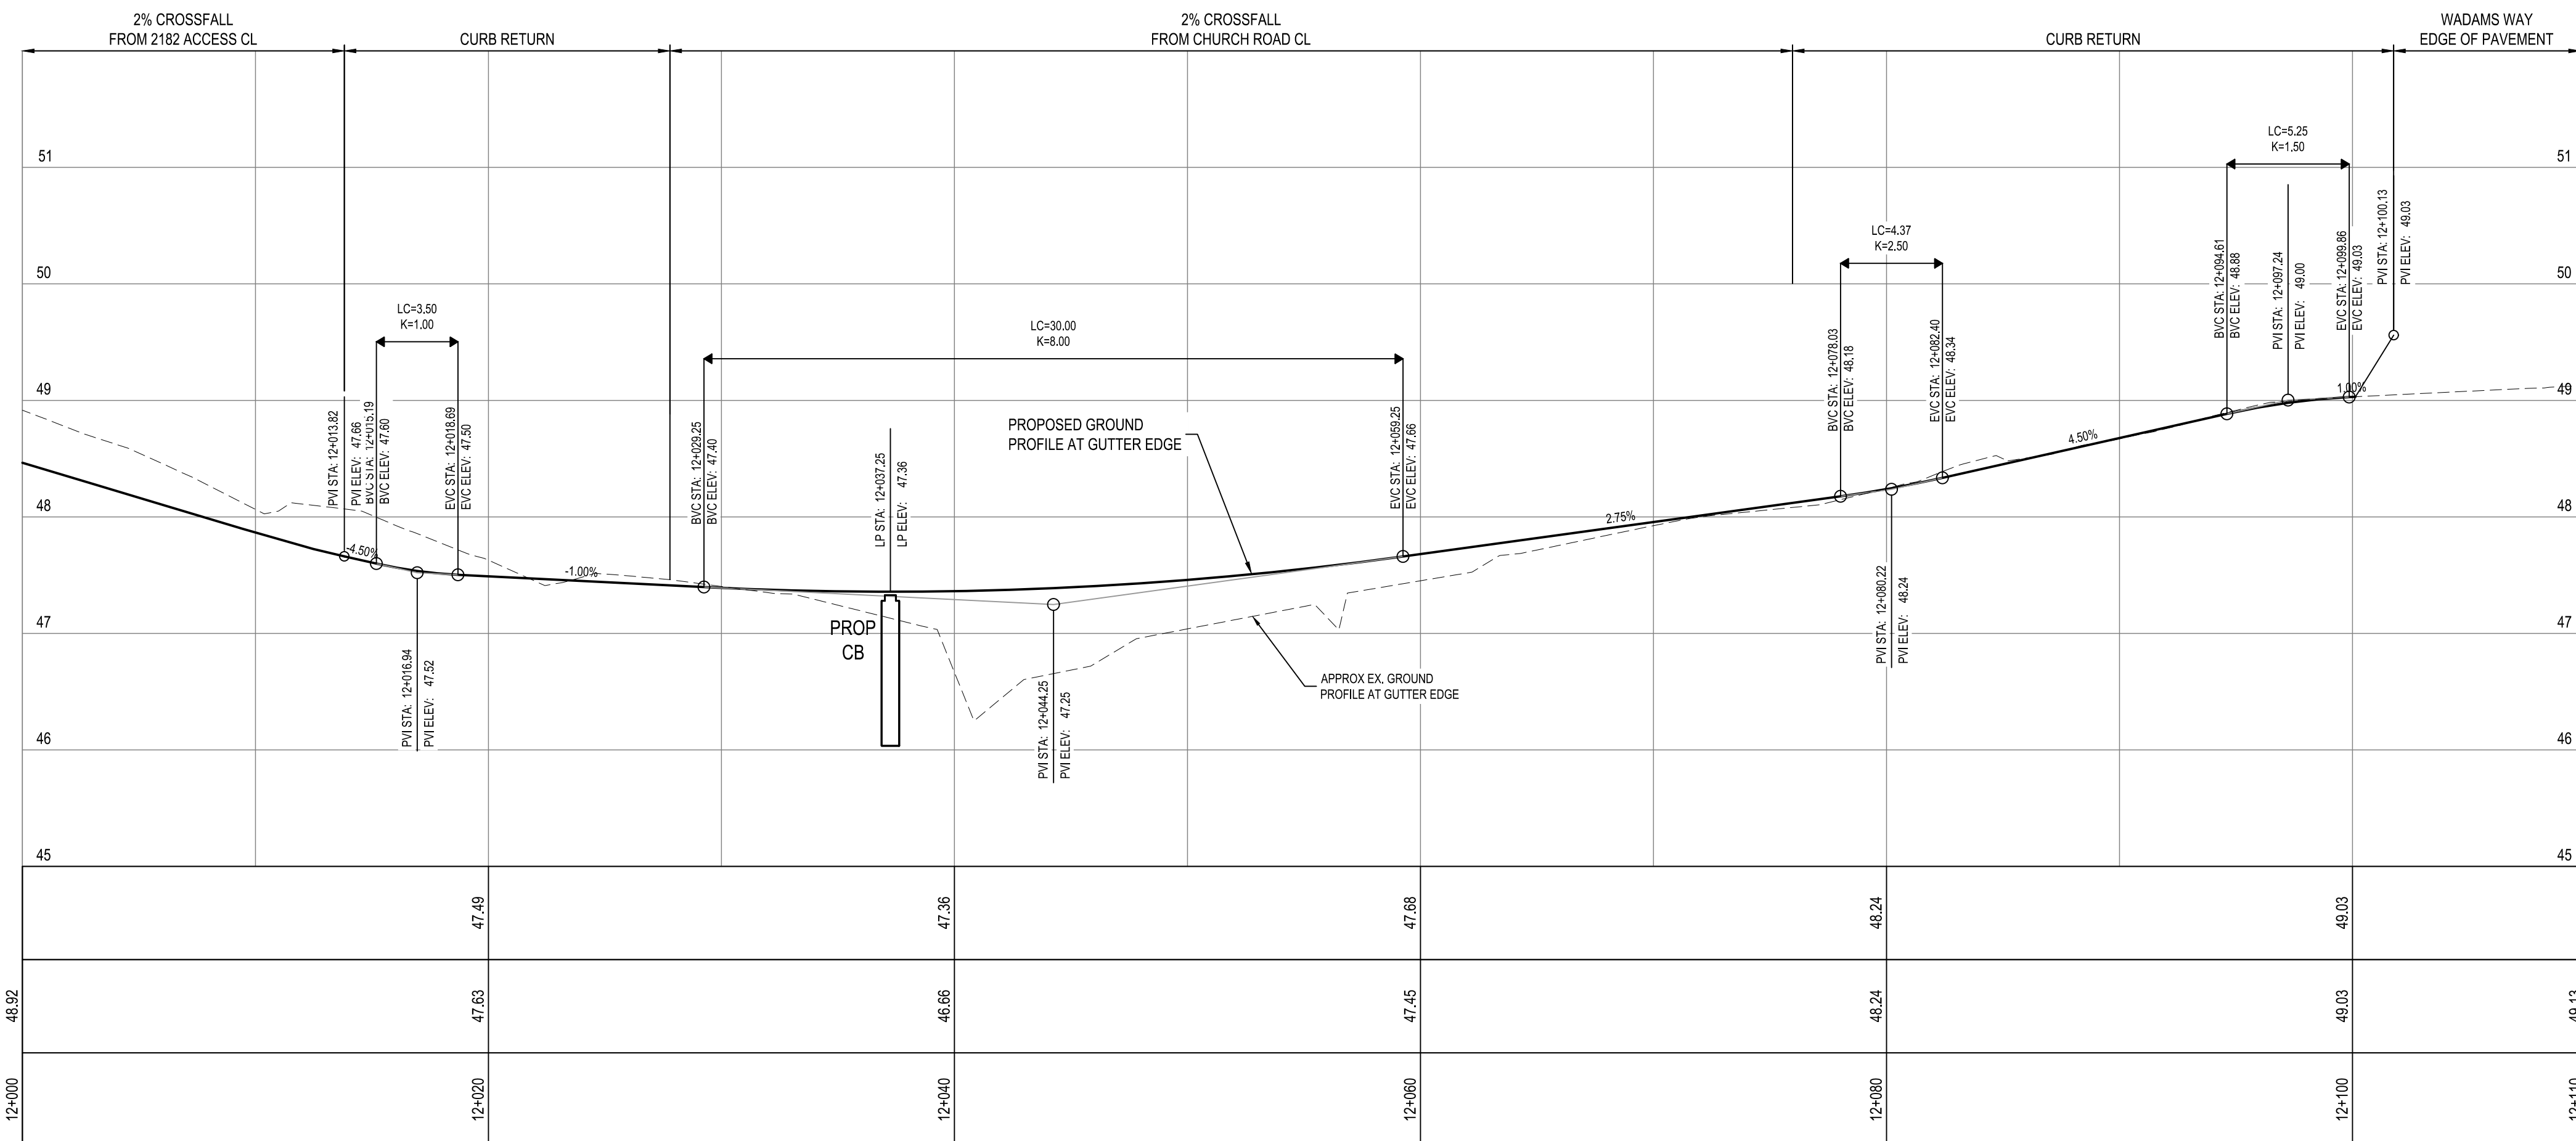 2% CROSSFALL
FROM 2182 ACCESS CL
CURB RETURN
2% CROSSFALL
FROM CHURCH ROAD CL
CURB RETURN
WADAMS WAY
EDGE OF PAVEMENT
51
51
50
50
49
49
48
48
47
47
46
46
45
45
PVI STA: 12+013.82
PVI ELEV: 47.66
BVC STA: 12+015.19
BVC ELEV: 47.60
LC=3.50
K=1.00
EVC STA: 12+018.69
EVC ELEV: 47.50
-4.50%
PVI STA: 12+016.94
PVI ELEV: 47.52
-1.00%
BVC STA: 12+029.25
BVC ELEV: 47.40
LC=30.00
K=8.00
LP STA: 12+037.25
LP ELEV: 47.36
PROP
CB
PROPOSED GROUND
PROFILE AT GUTTER EDGE
PVI STA: 12+044.25
PVI ELEV: 47.25
APPROX EX. GROUND
PROFILE AT GUTTER EDGE
EVC STA: 12+059.25
EVC ELEV: 47.66
2.75%
BVC STA: 12+078.03
BVC ELEV: 48.18
LC=4.37
K=2.50
EVC STA: 12+082.40
EVC ELEV: 48.34
PVI STA: 12+080.22
PVI ELEV: 48.24
4.50%
BVC STA: 12+094.61
BVC ELEV: 48.88
LC=5.25
K=1.50
PVI STA: 12+097.24
PVI ELEV: 49.00
EVC STA: 12+099.86
EVC ELEV: 49.03
1.00%
PVI STA: 12+100.13
PVI ELEV: 49.03
47.49
47.36
47.68
48.24
49.03
48.92
47.63
46.66
47.45
48.24
49.03
49.13
12+000
12+020
12+040
12+060
12+080
12+100
12+110